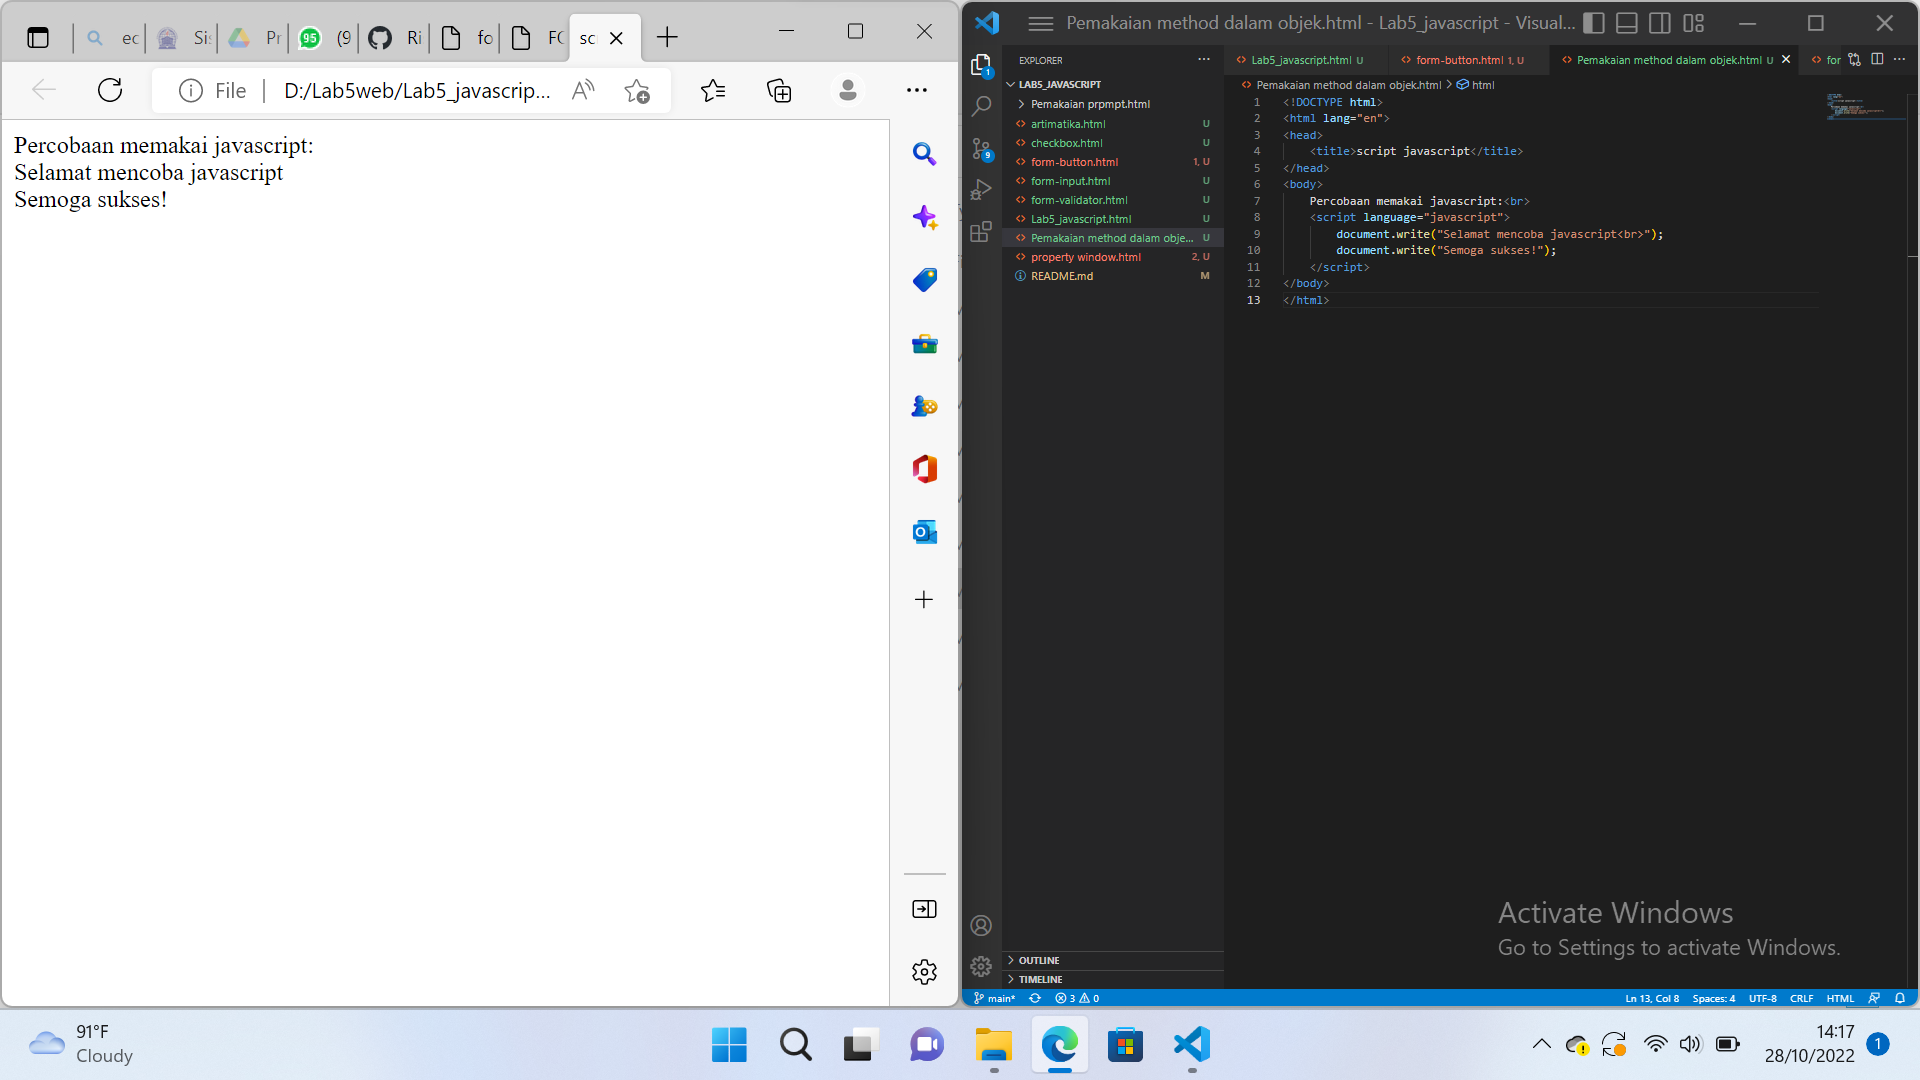 ec
Si
Pr
95
(9
Ri
fo
FO
sc
File
D:/Lab5web/Lab5_javascrip...
Percobaan memakai javascript:
Selamat mencoba javascript
Semoga sukses!
Pemakaian method dalam objek.html - Lab5_javascript - Visual...
1
9
EXPLORER
LAB5_JAVASCRIPT
Pemakaian prpmpt.html
artimatika.html U
checkbox.html U
form-button.html 1, U
form-input.html U
form-validator.html U
Lab5_javascript.html U
Pemakaian method dalam obje... U
property window.html 2, U
README.md M
OUTLINE
TIMELINE
Lab5_javascript.html U
form-button.html 1, U
Pemakaian method dalam objek.html U
for
Pemakaian method dalam objek.html > html
1 <!DOCTYPE html>
2 <html lang="en">
3 <head>
4 <title>script javascript</title>
5 </head>
6 <body>
7 Percobaan memakai javascript:<br>
8 <script language="javascript">
9 document.write("Selamat mencoba javascript<br>");
10 document.write("Semoga sukses!");
11 </script>
12 </body>
13 </html>
Activate Windows
Go to Settings to activate Windows.
main*
3
0
Ln 13, Col 8
Spaces: 4
UTF-8
CRLF
HTML
91°F
Cloudy
14:17
28/10/2022
1